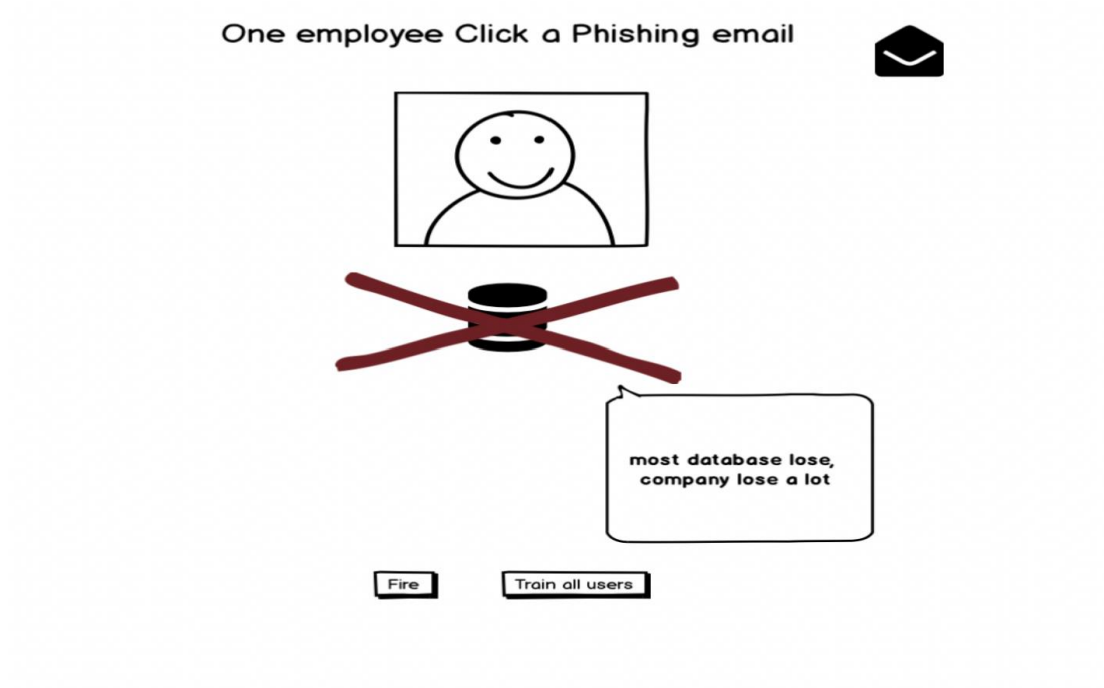 One employee Click a Phishing email
most database lose,
company lose a lot
Fire
Train all users